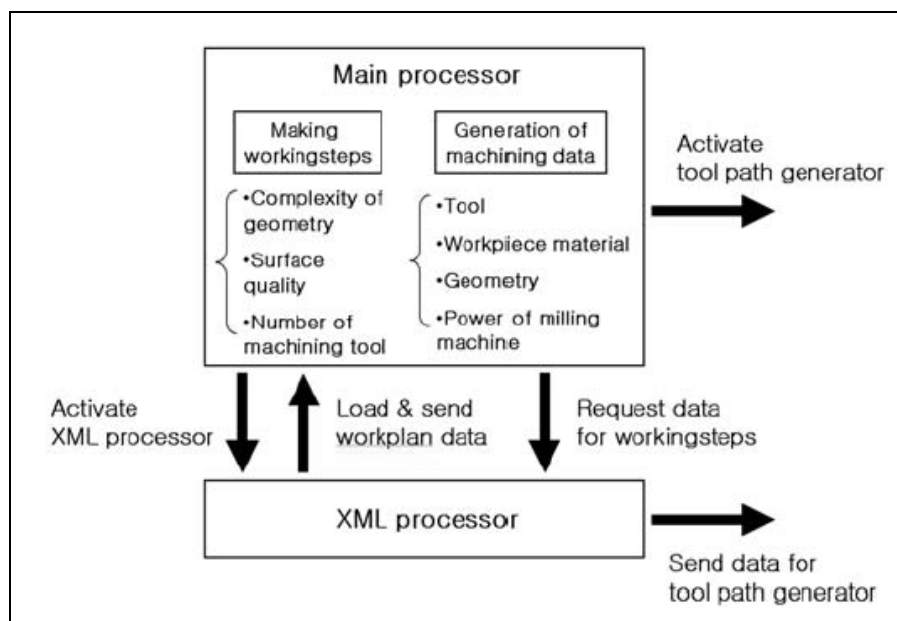 Main processor
Making
workingsteps
•Complexity of
geometry
•Surface
quality
•Number of
machining tool
Generation of
machining data
•Tool
•Workpiece material
•Geometry
•Power of milling
machine
Activate
tool path generator
Activate
XML processor
Load & send
workplan data
Request data
for workingsteps
XML processor
Send data for
tool path generator